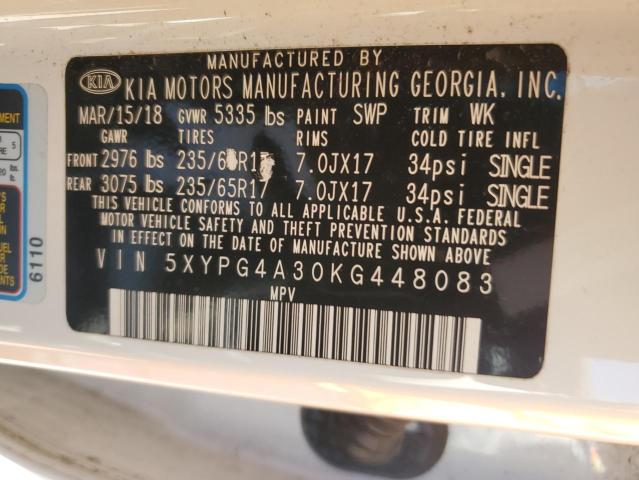 MANUFACTURED BY
KIA KIA MOTORS MANUFACTURING GEORGIA, INC.
MAR/15/18 GVWR 5335 lbs PAINT SWP TRIM WK
GAWR TIRES RIMS COLD TIRE INFL
FRONT 2976 lbs 7.0JX17 34psi SINGLE
REAR 3075 lbs 235/65R17 7.0JX17 34psi SINGLE
THIS VEHICLE CONFORMS TO ALL APPLICABLE U.S.A. FEDERAL
MOTOR VEHICLE SAFETY AND THEFT PREVENTION STANDARDS
IN EFFECT ON THE DATE OF MANUFACTURE SHOWN ABOVE
VIN 5XYPG4A30KG448083
MPV
6110